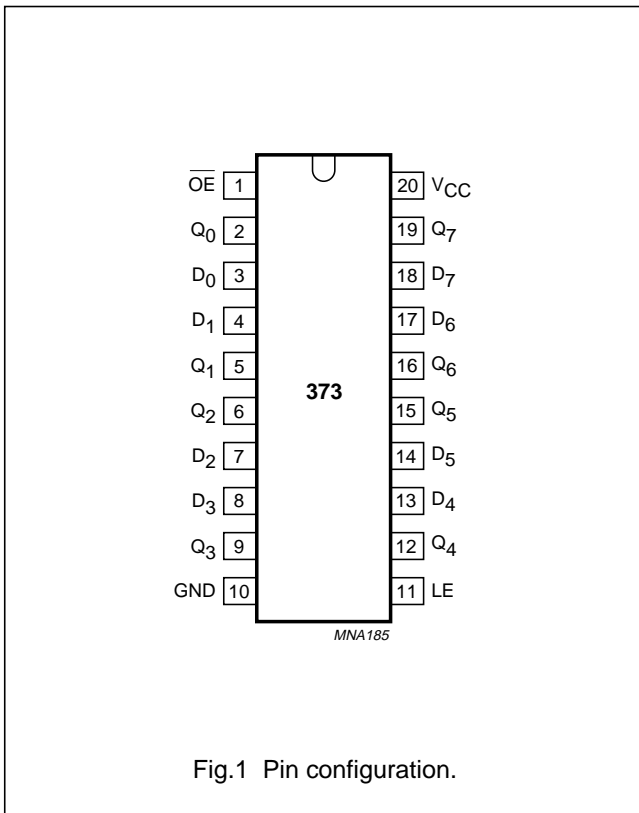 OE 1 20 VCC
Q0 2 19 Q7
D0 3 18 D7
D1 4 17 D6
Q1 5 16 Q6
373
Q2 6 15 Q5
D2 7 14 D5
D3 8 13 D4
Q3 9 12 Q4
GND 10 11 LE
MNA185
Fig.1 Pin configuration.